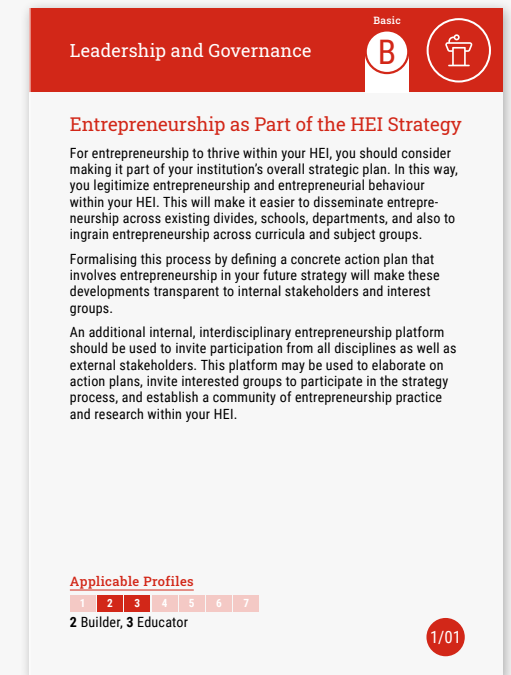 Basic
Leadership and Governance
B
Entrepreneurship as Part of the HEI Strategy
For entrepreneurship to thrive within your HEI, you should consider
making it part of your institution's overall strategic plan. In this way,
you legitimize entrepreneurship and entrepreneurial behaviour
within your HEI. This will make it easier to disseminate entrepre-
neurship across existing divides, schools, departments, and also to
ingrain entrepreneurship across curricula and subject groups.
Formalising this process by defining a concrete action plan that
involves entrepreneurship in your future strategy will make these
developments transparent to internal stakeholders and interest
groups.
An additional internal, interdisciplinary entrepreneurship platform
should be used to invite participation from all disciplines as well as
external stakeholders. This platform may be used to elaborate on
action plans, invite interested groups to participate in the strategy
process, and establish a community of entrepreneurship practice
and research within your HEI.
Applicable Profiles
1 2 3 4 5 6 7
2 Builder, 3 Educator
1/01